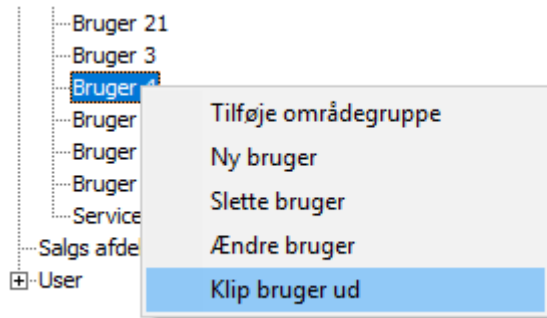 Bruger 21
Bruger 3
Bruger 4
Bruger
Bruger
Bruger
Service
Salgs afdel
User
Tilføje områdegruppe
Ny bruger
Slette bruger
Ændre bruger
Klip bruger ud